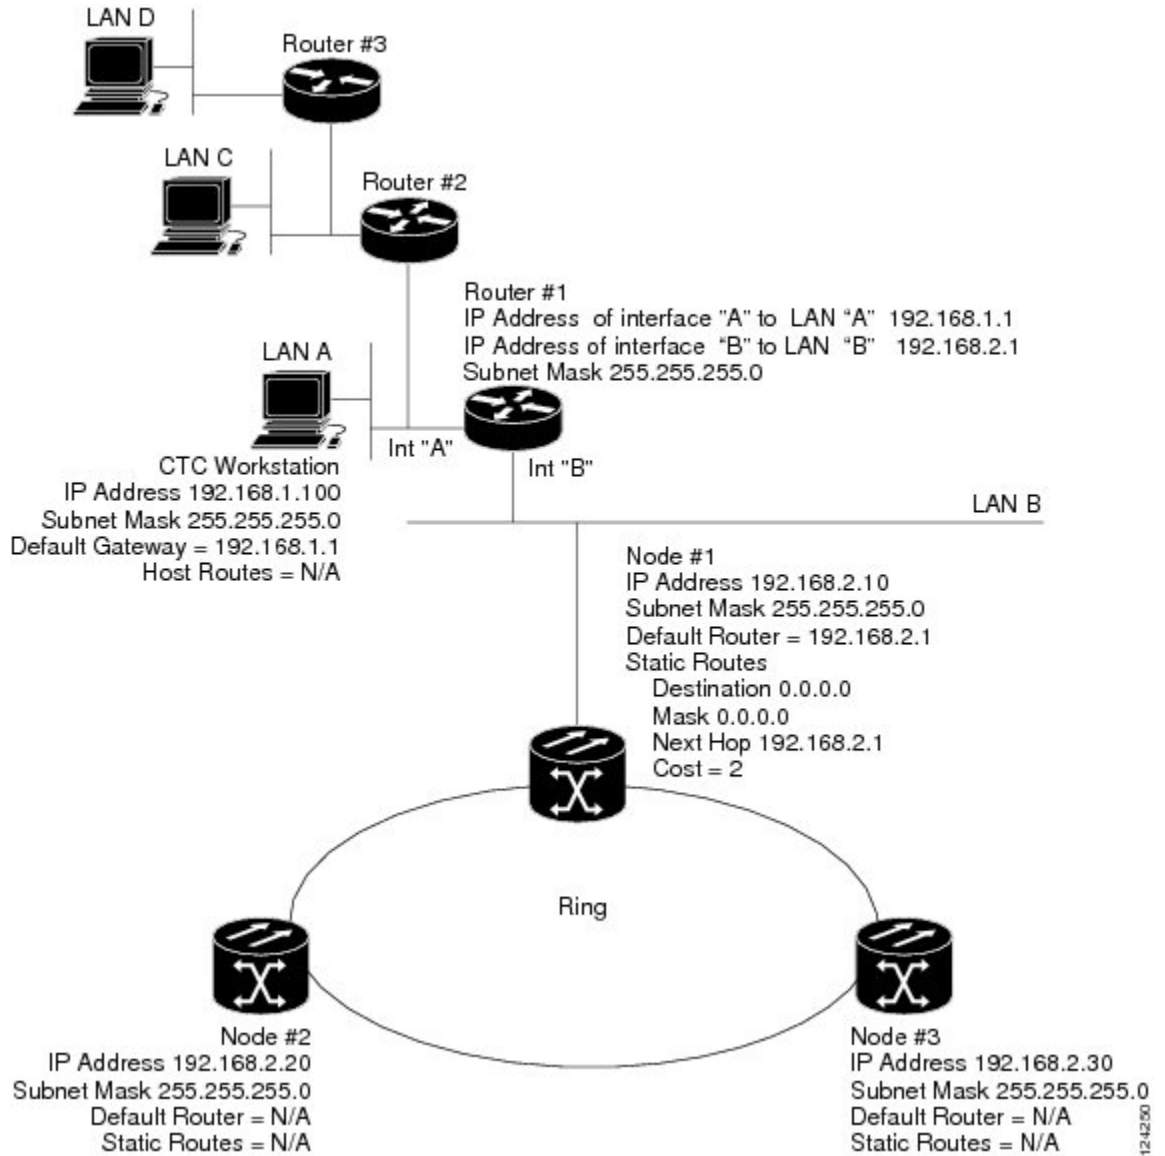 LAN D
Router #3
LAN C
Router #2
Router #1
IP Address of interface "A" to LAN "A" 192.168.1.1
IP Address of interface "B" to LAN "B" 192.168.2.1
Subnet Mask 255.255.255.0
LAN A
Int "A"
Int "B"
CTC Workstation
IP Address 192.168.1.100
Subnet Mask 255.255.255.0
Default Gateway = 192.168.1.1
Host Routes = N/A
LAN B
Node #1
IP Address 192.168.2.10
Subnet Mask 255.255.255.0
Default Router = 192.168.2.1
Static Routes
Destination 0.0.0.0
Mask 0.0.0.0
Next Hop 192.168.2.1
Cost = 2
Ring
Node #2
IP Address 192.168.2.20
Subnet Mask 255.255.255.0
Default Router = N/A
Static Routes = N/A
Node #3
IP Address 192.168.2.30
Subnet Mask 255.255.255.0
Default Router = N/A
Static Routes = N/A
124250